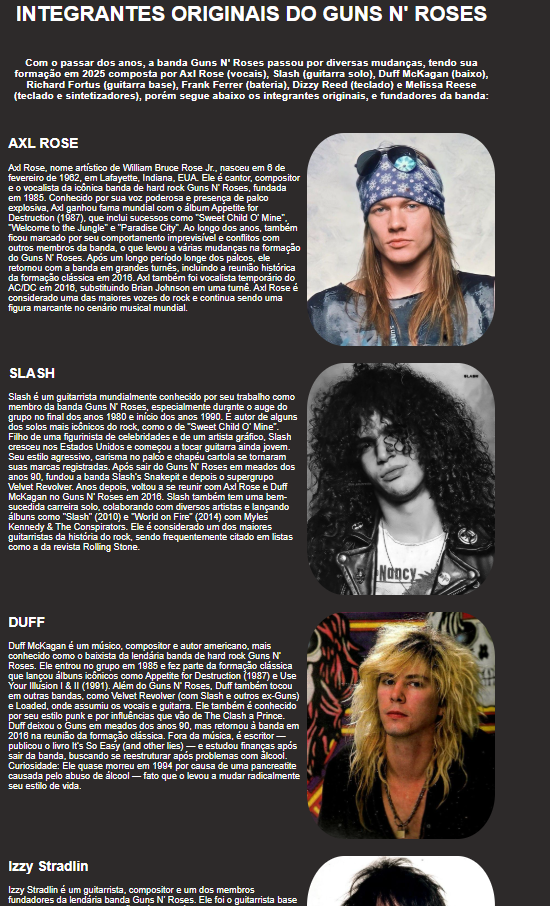 INTEGRANTES ORIGINAIS DO GUNS N' ROSES
Com o passar dos anos, a banda Guns N' Roses passou por diversas mudanças, tendo sua
formação em 2025 composta por Axl Rose (vocais), Slash (guitarra solo), Duff McKagan (baixo),
Richard Fortus (guitarra base), Frank Ferrer (bateria), Dizzy Reed (teclado) e Melissa Reese
(teclado e sintetizadores), porém segue abaixo os integrantes originais, e fundadores da banda:
AXL ROSE
Axl Rose, nome artístico de William Bruce Rose Jr., nasceu em 6 de
fevereiro de 1962, em Lafayette, Indiana, EUA. Ele é cantor, compositor
e o vocalista da icônica banda de hard rock Guns N' Roses, fundada
em 1985. Conhecido por sua voz poderosa e presença de palco
explosiva, Axl ganhou fama mundial com o álbum Appetite for
Destruction (1987), que inclui sucessos como "Sweet Child O' Mine",
"Welcome to the Jungle" e "Paradise City". Ao longo dos anos, também
ficou marcado por seu comportamento imprevisível e conflitos com
outros membros da banda, o que levou a várias mudanças na formação
do Guns N' Roses. Após um longo período longe dos palcos, ele
retornou com a banda em grandes turnês, incluindo a reunião histórica
da formação clássica em 2016. Axl também foi vocalista temporário do
AC/DC em 2016, substituindo Brian Johnson em uma turnê. Axl Rose é
considerado uma das maiores vozes do rock e continua sendo uma
figura marcante no cenário musical mundial.
SLASH
SLASH
Slash é um guitarrista mundialmente conhecido por seu trabalho como
membro da banda Guns N' Roses, especialmente durante o auge do
grupo no final dos anos 1980 e início dos anos 1990. É autor de alguns
dos solos mais icônicos do rock, como o de "Sweet Child O' Mine".
Filho de uma figurinista de celebridades e de um artista gráfico, Slash
cresceu nos Estados Unidos e começou a tocar guitarra ainda jovem.
Seu estilo agressivo, carisma no palco e chapéu cartola se tornaram
suas marcas registradas. Após sair do Guns N' Roses em meados dos
anos 90, fundou a banda Slash's Snakepit e depois o supergrupo
Velvet Revolver. Anos depois, voltou a se reunir com Axl Rose e Duff
McKagan no Guns N' Roses em 2016. Slash também tem uma bem-
sucedida carreira solo, colaborando com diversos artistas e lançando
álbuns como "Slash" (2010) e "World on Fire" (2014) com Myles
Kennedy & The Conspirators. Ele é considerado um dos maiores
guitarristas da história do rock, sendo frequentemente citado em listas
como a da revista Rolling Stone.
Nancy
DUFF
Duff McKagan é um músico, compositor e autor americano, mais
conhecido como o baixista da lendária banda de hard rock Guns N'
Roses. Ele entrou no grupo em 1985 e fez parte da formação clássica
que lançou álbuns icônicos como Appetite for Destruction (1987) e Use
Your Illusion I & II (1991). Além do Guns N' Roses, Duff também tocou
em outras bandas, como Velvet Revolver (com Slash e outros ex-Guns)
e Loaded, onde assumiu os vocais e guitarra. Ele também é conhecido
por seu estilo punk e por influências que vão de The Clash a Prince.
Duff deixou o Guns em meados dos anos 90, mas retornou à banda em
2016 na reunião da formação clássica. Fora da música, é escritor —
publicou o livro It's So Easy (and other lies) — e estudou finanças após
sair da banda, buscando se reestruturar após problemas com álcool.
Curiosidade: Ele quase morreu em 1994 por causa de uma pancreatite
causada pelo abuso de álcool — fato que o levou a mudar radicalmente
seu estilo de vida.
Izzy Stradlin
Izzy Stradlin é um guitarrista, compositor e um dos membros
fundadores da lendária banda Guns N' Roses. Ele foi o guitarrista base